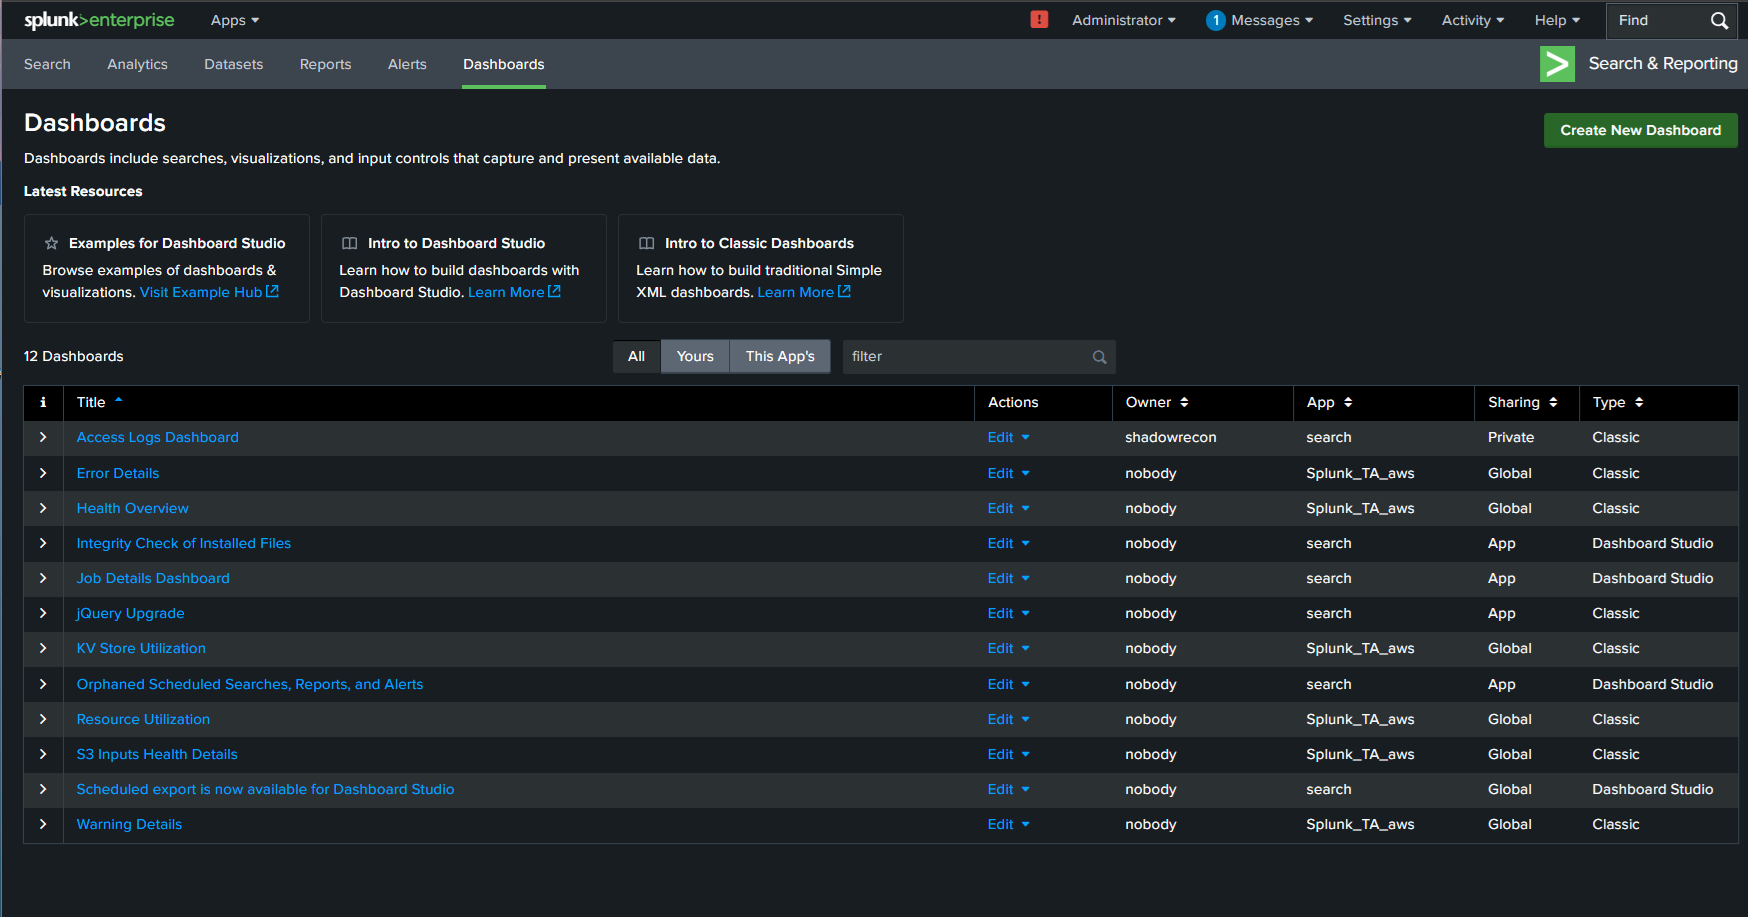 splunk>enterprise Apps Administrator 1 Messages Settings Activity Help Find
Search Analytics Datasets Reports Alerts Dashboards Search & Reporting
Dashboards
Create New Dashboard
Dashboards include searches, visualizations, and input controls that capture and present available data.
Latest Resources
Examples for Dashboard Studio
Browse examples of dashboards &
visualizations. Visit Example Hub
Intro to Dashboard Studio
Learn how to build dashboards with
Dashboard Studio. Learn More
Intro to Classic Dashboards
Learn how to build traditional Simple
XML dashboards. Learn More
12 Dashboards All Yours This App's filter
i Title Actions Owner App Sharing Type
Access Logs Dashboard Edit shadowrecon search Private Classic
Error Details Edit nobody Splunk_TA_aws Global Classic
Health Overview Edit nobody Splunk_TA_aws Global Classic
Integrity Check of Installed Files Edit nobody search App Dashboard Studio
Job Details Dashboard Edit nobody search App Dashboard Studio
jQuery Upgrade Edit nobody search App Classic
KV Store Utilization Edit nobody Splunk_TA_aws Global Classic
Orphaned Scheduled Searches, Reports, and Alerts Edit nobody search App Dashboard Studio
Resource Utilization Edit nobody Splunk_TA_aws Global Classic
S3 Inputs Health Details Edit nobody Splunk_TA_aws Global Classic
Scheduled export is now available for Dashboard Studio Edit nobody search Global Dashboard Studio
Warning Details Edit nobody Splunk_TA_aws Global Classic